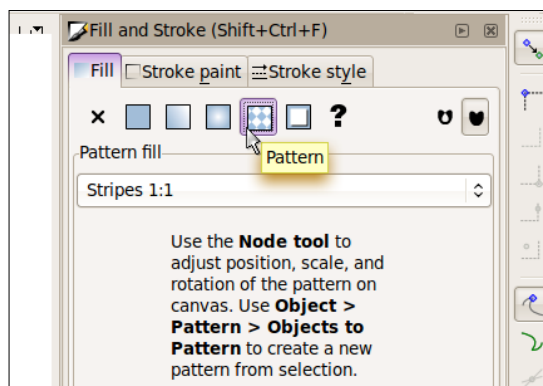 Fill and Stroke (Shift+Ctrl+F)
Fill Stroke paint Stroke style
?
Pattern fill
Pattern
Stripes 1:1
Use the Node tool to
adjust position, scale, and
rotation of the pattern on
canvas. Use Object >
Pattern > Objects to
Pattern to create a new
pattern from selection.